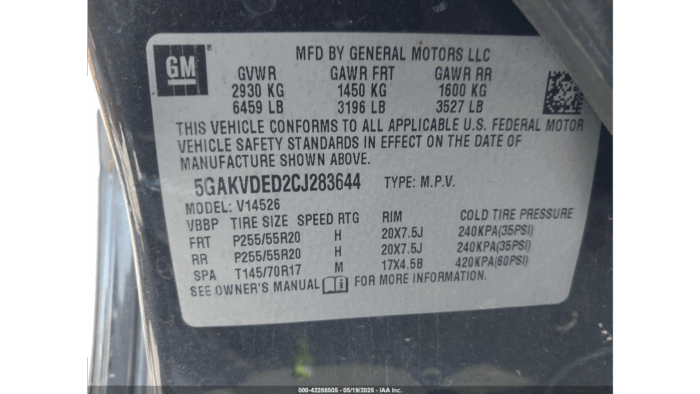 GM
MFD BY GENERAL MOTORS LLC
GVWR GAWR FRT GAWR RR
2930 KG 1450 KG 1600 KG
6459 LB 3196 LB 3527 LB
THIS VEHICLE CONFORMS TO ALL APPLICABLE U.S. FEDERAL MOTOR
VEHICLE SAFETY STANDARDS IN EFFECT ON THE DATE OF
MANUFACTURE SHOWN ABOVE.
5GAKVDED2CJ283644 TYPE: M.P.V.
MODEL: V14526
VBBP TIRE SIZE SPEED RTG RIM COLD TIRE PRESSURE
FRT P255/55R20 H 20X7.5J 240KPA(35PSI)
RR P255/55R20 H 20X7.5J 240KPA(35PSI)
SPA T145/70R17 M 17X4.5B 420KPA(60PSI)
SEE OWNER'S MANUAL FOR MORE INFORMATION.
000-42288505 - 05/19/2025 - IAA Inc.